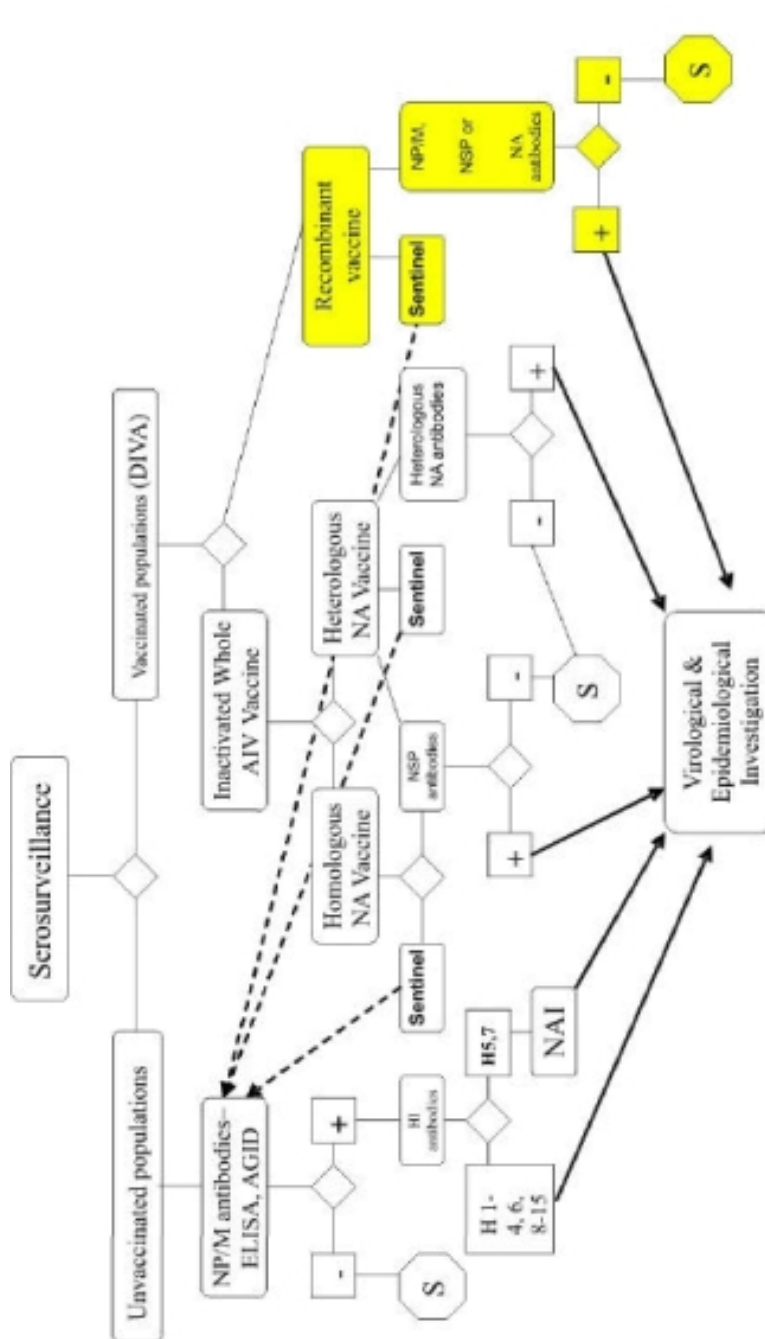 Serosurveillance
Unvaccinated populations
Vaccinated populations (DIVA)
NP/M antibodies–
ELISA, AGID
Inactivated Whole
AIV Vaccine
Recombinant
vaccine
Homologous
NA Vaccine
Heterologous
NA Vaccine
-
+
S
HI
antibodies
Sentinel
NSP
antibodies
Sentinel
Heterologous
NA antibodies
Sentinel
NP/M,
NSP or
NA
antibodies
H 1-
4, 6,
8-15
H5,7
NAI
+
-
S
-
+
+
-
S
Virological &
Epidemiological
Investigation